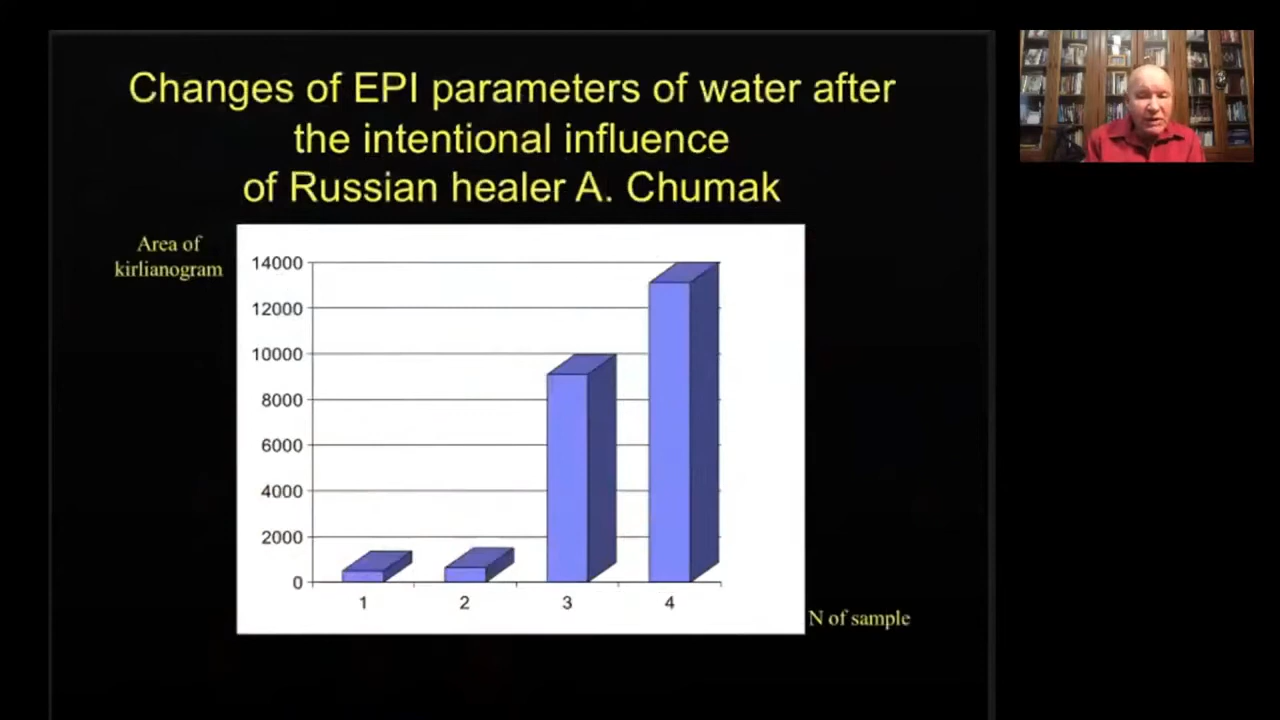 Changes of EPI parameters of water after
the intentional influence
of Russian healer A. Chumak
Area of
kirlianogram
14000
12000
10000
8000
6000
4000
2000
0
1 2 3 4
N of sample